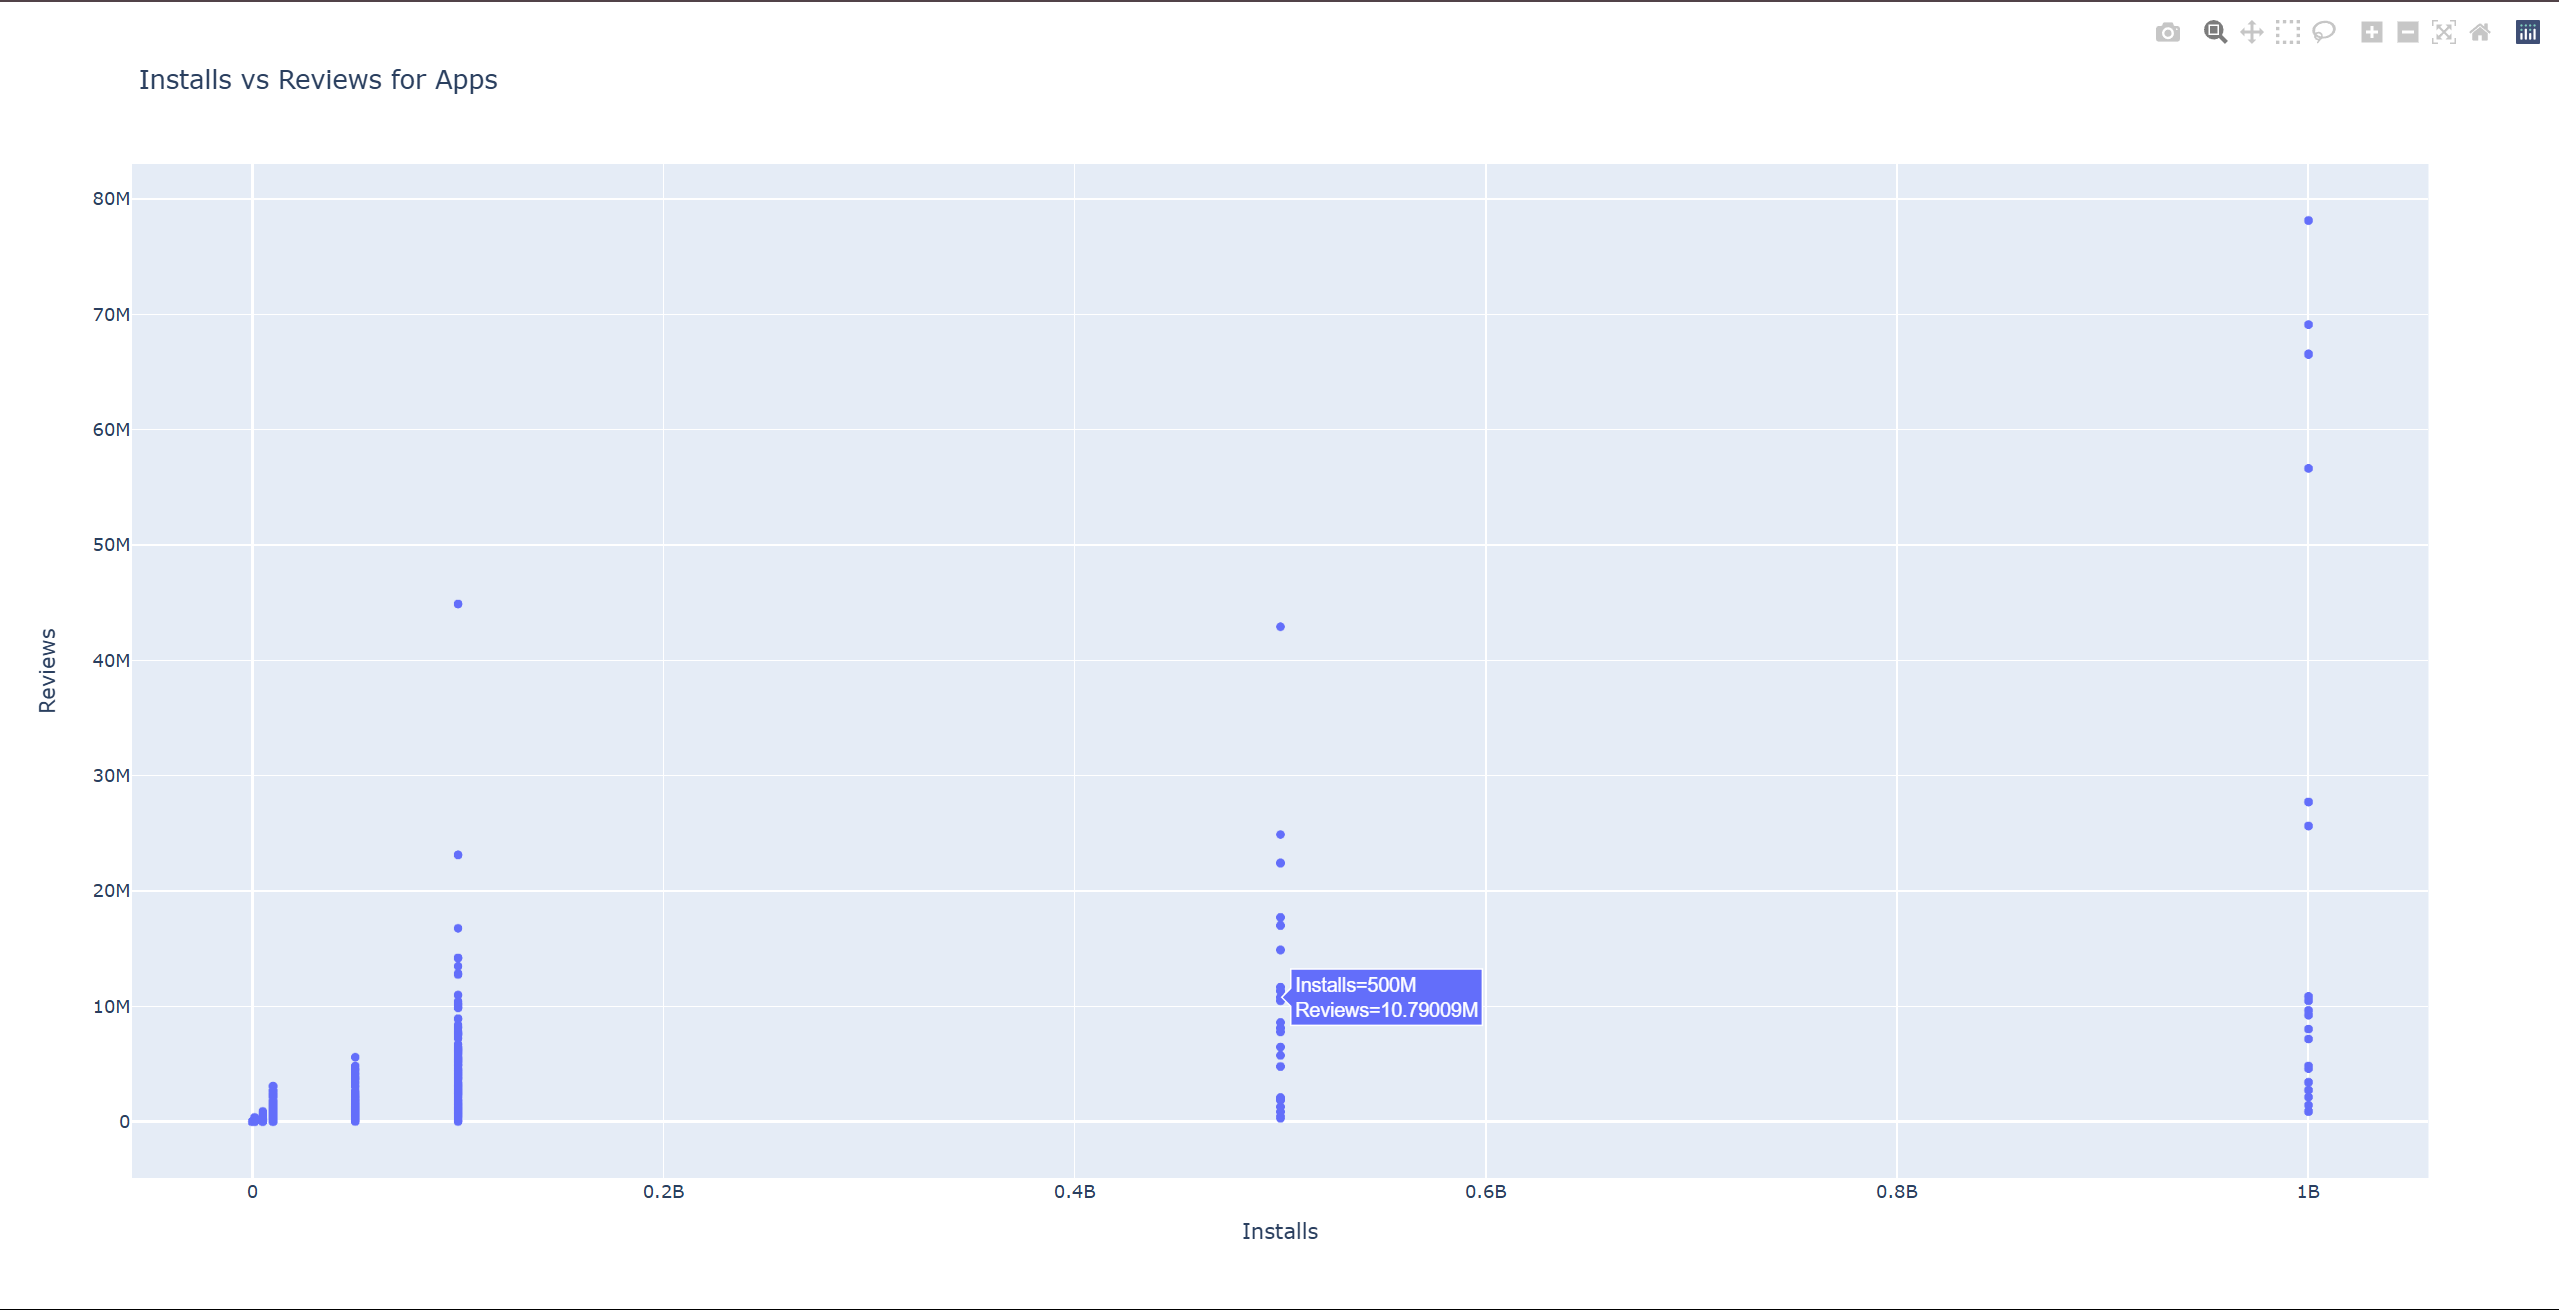 Installs vs Reviews for Apps
80M
70M
60M
50M
40M
30M
20M
10M
0
Reviews
Installs=500M
Reviews=10.79009M
0 0.2B 0.4B 0.6B 0.8B 1B
Installs